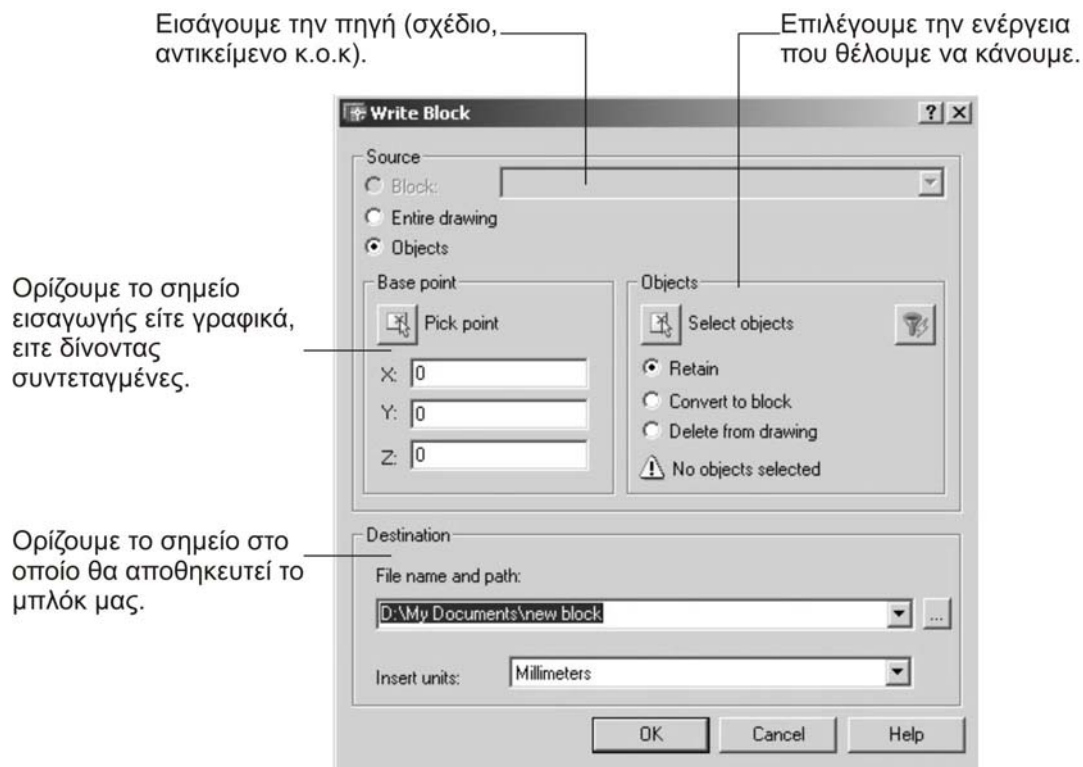 Εισάγουμε την πηγή (σχέδιο,
αντικείμενο κ.ο.κ).
Επιλέγουμε την ενέργεια
που θέλουμε να κάνουμε.
Write Block
Source
Block:
Entire drawing
Objects
Ορίζουμε το σημείο
εισαγωγής είτε γραφικά,
ειτε δίνοντας
συντεταγμένες.
Base point
Pick point
X: 0
Y: 0
Z: 0
Objects
Select objects
Retain
Convert to block
Delete from drawing
No objects selected
Ορίζουμε το σημείο στο
οποίο θα αποθηκευτεί το
μπλόκ μας.
Destination
File name and path:
D:\My Documents\new block
...
Insert units: Millimeters
OK Cancel Help